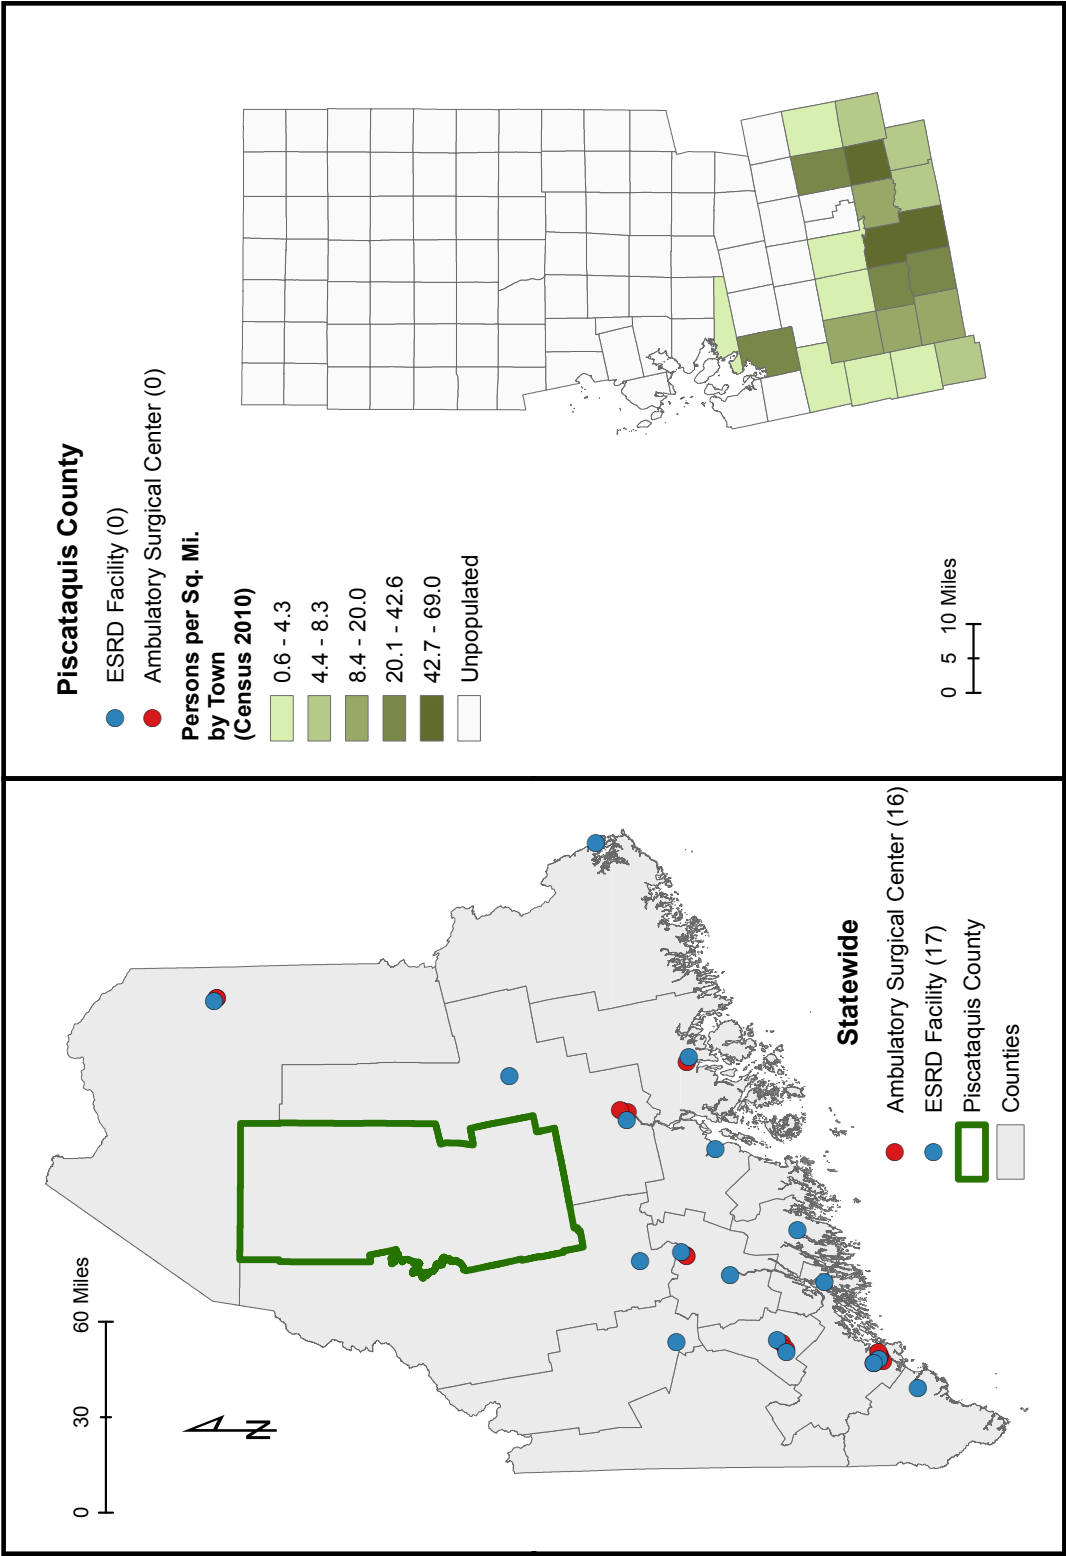 0 30 60 Miles
N
Statewide
Ambulatory Surgical Center (16)
ESRD Facility (17)
Piscataquis County
Counties
Piscataquis County
ESRD Facility (0)
Ambulatory Surgical Center (0)
Persons per Sq. Mi.
by Town
(Census 2010)
0.6 - 4.3
4.4 - 8.3
8.4 - 20.0
20.1 - 42.6
42.7 - 69.0
Unpopulated
0 5 10 Miles